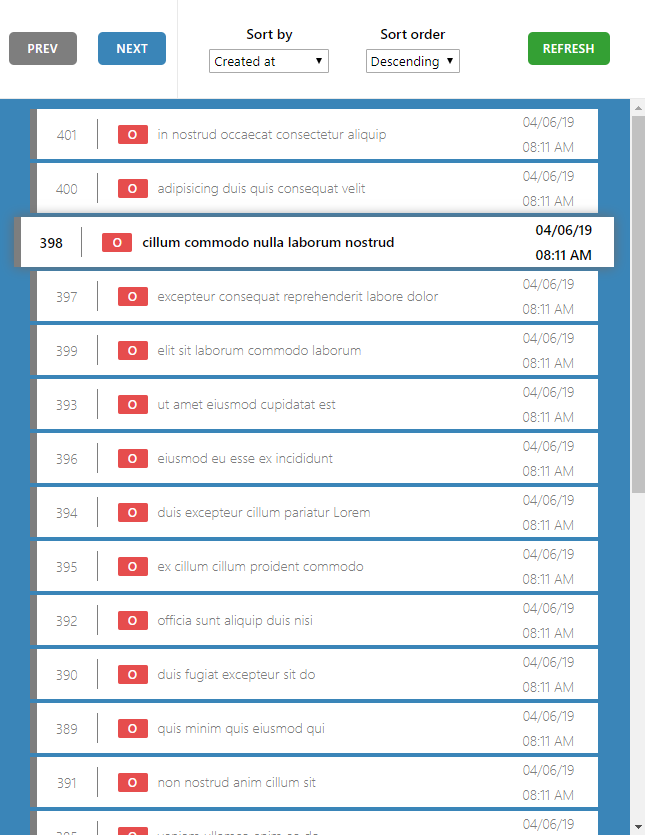 PREV NEXT Sort by Sort order REFRESH
Created at Descending
401 O in nostrud occaecat consectetur aliquip 04/06/19
08:11 AM
400 O adipisicing duis quis consequat velit 04/06/19
08:11 AM
398 O cillum commodo nulla laborum nostrud 04/06/19
08:11 AM
397 O excepteur consequat reprehenderit labore dolor 04/06/19
08:11 AM
399 O elit sit laborum commodo laborum 04/06/19
08:11 AM
393 O ut amet eiusmod cupidatat est 04/06/19
08:11 AM
396 O eiusmod eu esse ex incididunt 04/06/19
08:11 AM
394 O duis excepteur cillum pariatur Lorem 04/06/19
08:11 AM
395 O ex cillum cillum proident commodo 04/06/19
08:11 AM
392 O officia sunt aliquip duis nisi 04/06/19
08:11 AM
390 O duis fugiat excepteur sit do 04/06/19
08:11 AM
389 O quis minim quis eiusmod qui 04/06/19
08:11 AM
391 O non nostrud anim cillum sit 04/06/19
08:11 AM
04/06/19